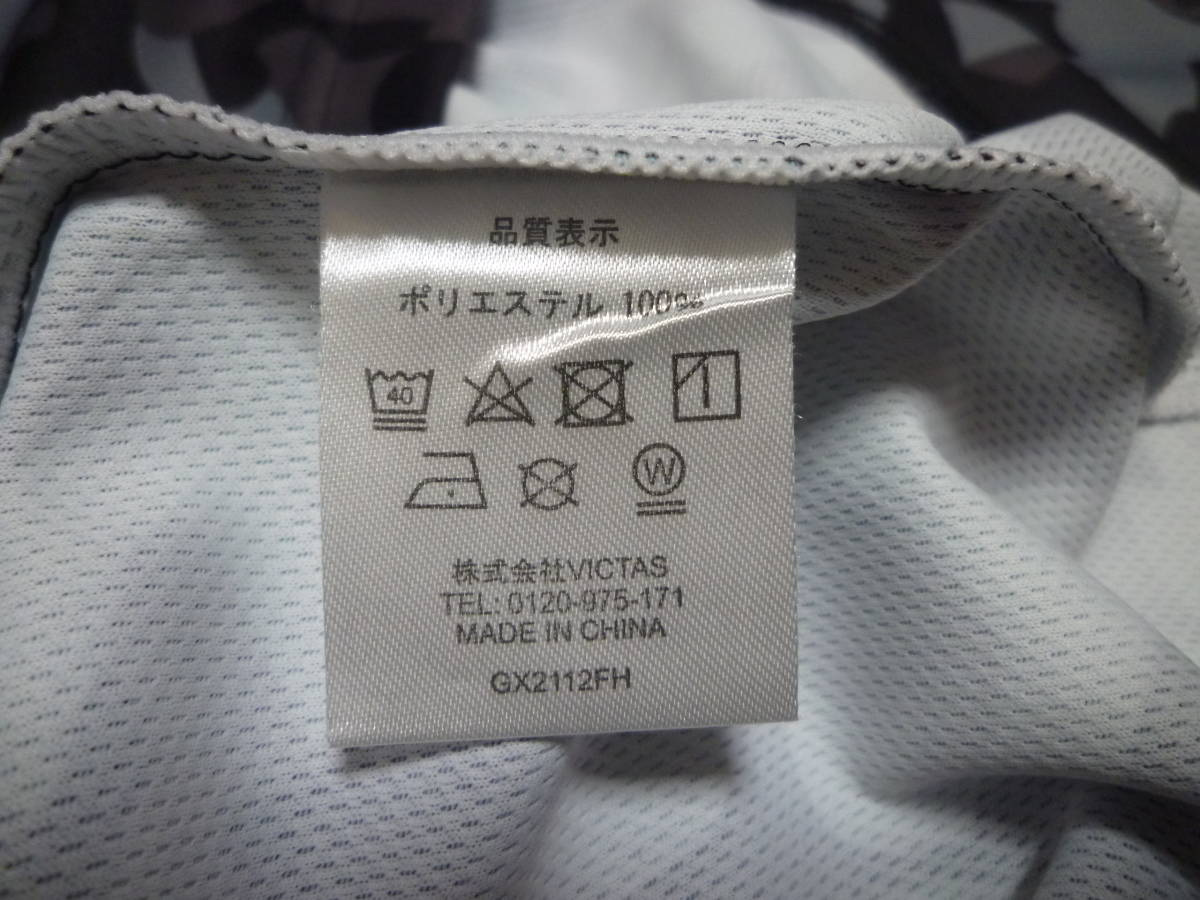 品質表示
ポリエステル 100%
40
W
株式会社VICTAS
TEL: 0120-975-171
MADE IN CHINA
GX2112FH